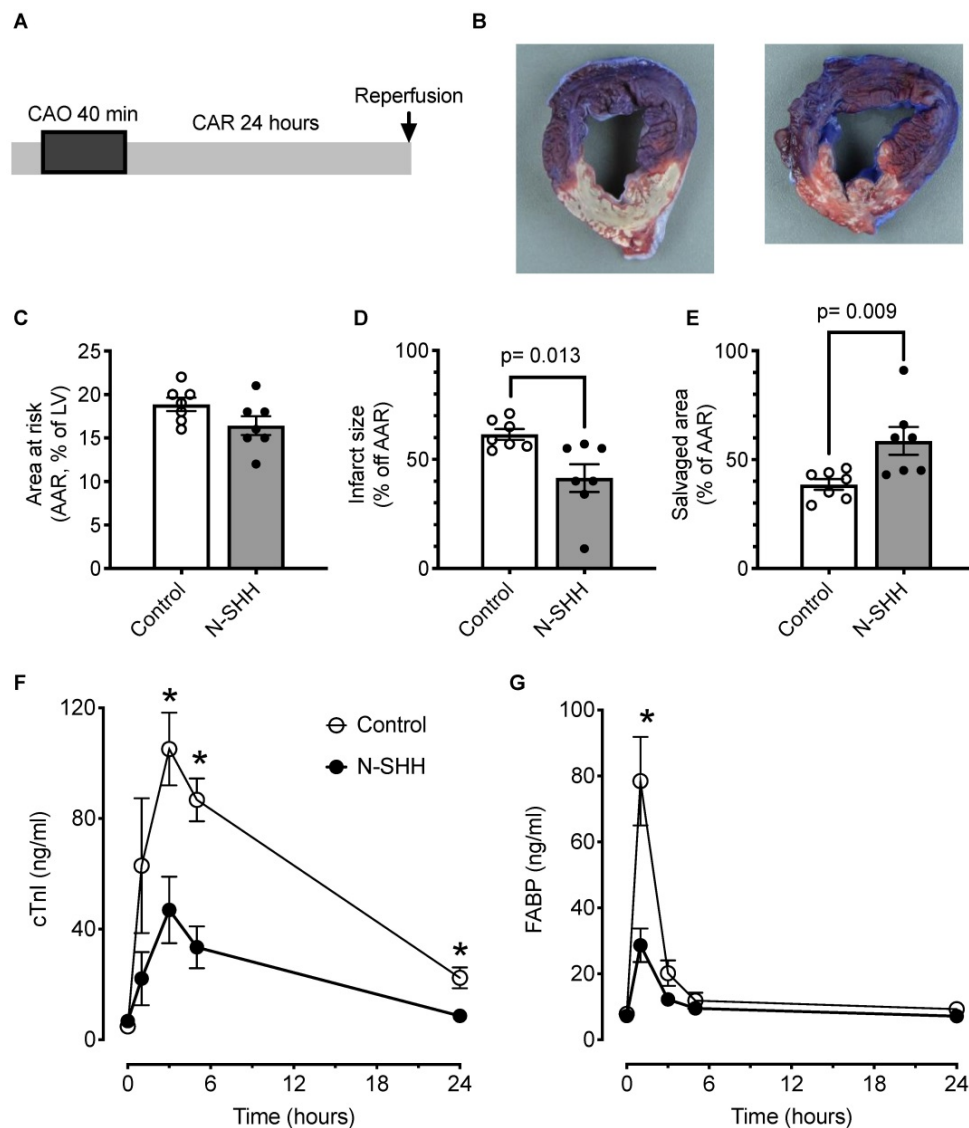 A
CAO 40 min
CAR 24 hours
Reperfusion
B
C
Area at risk
(AAR, % of LV)
25
20
15
10
5
0
Control
N-SHH
D
Infarct size
(% off AAR)
100
50
0
p= 0.013
Control
N-SHH
E
Salvaged area
(% of AAR)
100
50
0
p= 0.009
Control
N-SHH
F
cTnI (ng/ml)
120
80
40
0
*
*
*
Control
N-SHH
0
6
12
18
24
Time (hours)
G
FABP (ng/ml)
100
80
60
40
20
0
*
0
6
12
18
24
Time (hours)